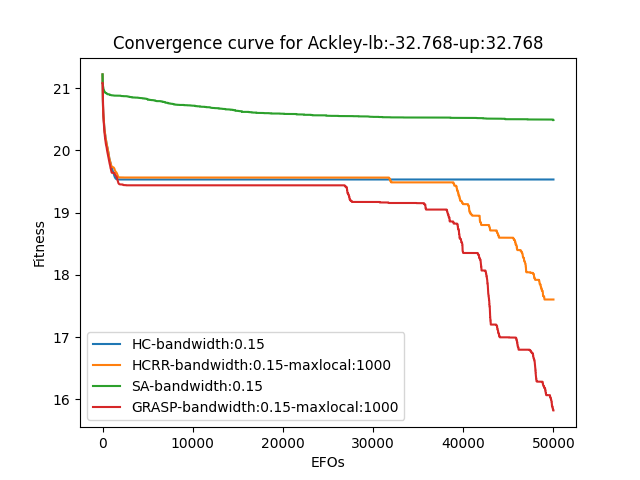 Convergence curve for Ackley-lb:-32.768-up:32.768
Fitness
21
20
19
18
17
16
HC-bandwidth:0.15
HCRR-bandwidth:0.15-maxlocal:1000
SA-bandwidth:0.15
GRASP-bandwidth:0.15-maxlocal:1000
0 10000 20000 30000 40000 50000
EFOs